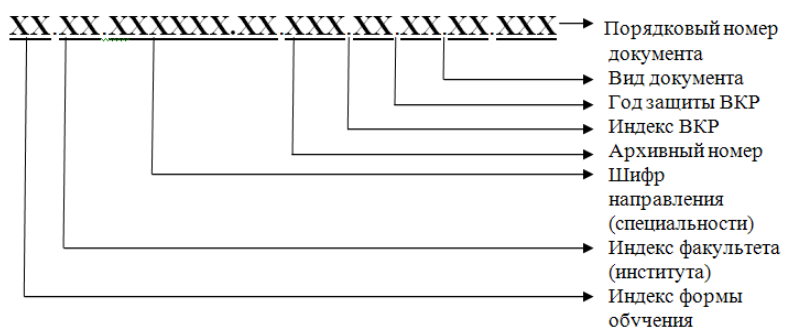 XX.XX.XXXXXX.XX.XXX.XX.XX.XX.XXX
Порядковый номер
документа
Вид документа
Год защиты ВКР
Индекс ВКР
Архивный номер
Шифр
направления
(специальности)
Индекс факультета
(института)
Индекс формы
обучения